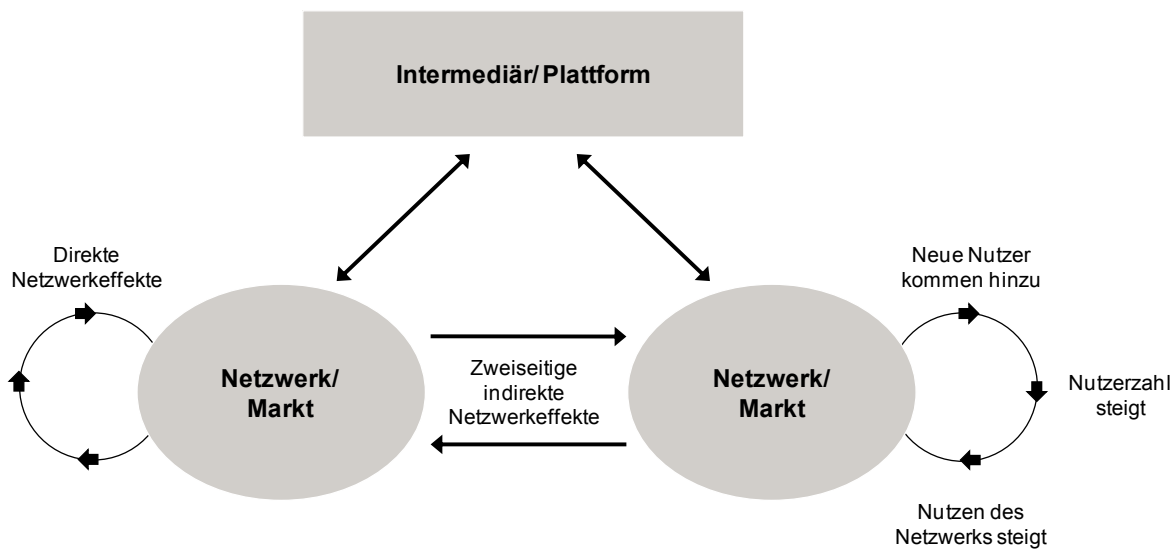 Intermediär/ Plattform
Direkte
Netzwerkeffekte
Neue Nutzer
kommen hinzu
Netzwerk/
Markt
Zweiseitige
indirekte
Netzwerkeffekte
Netzwerk/
Markt
Nutzerzahl
steigt
Nutzen des
Netzwerks steigt